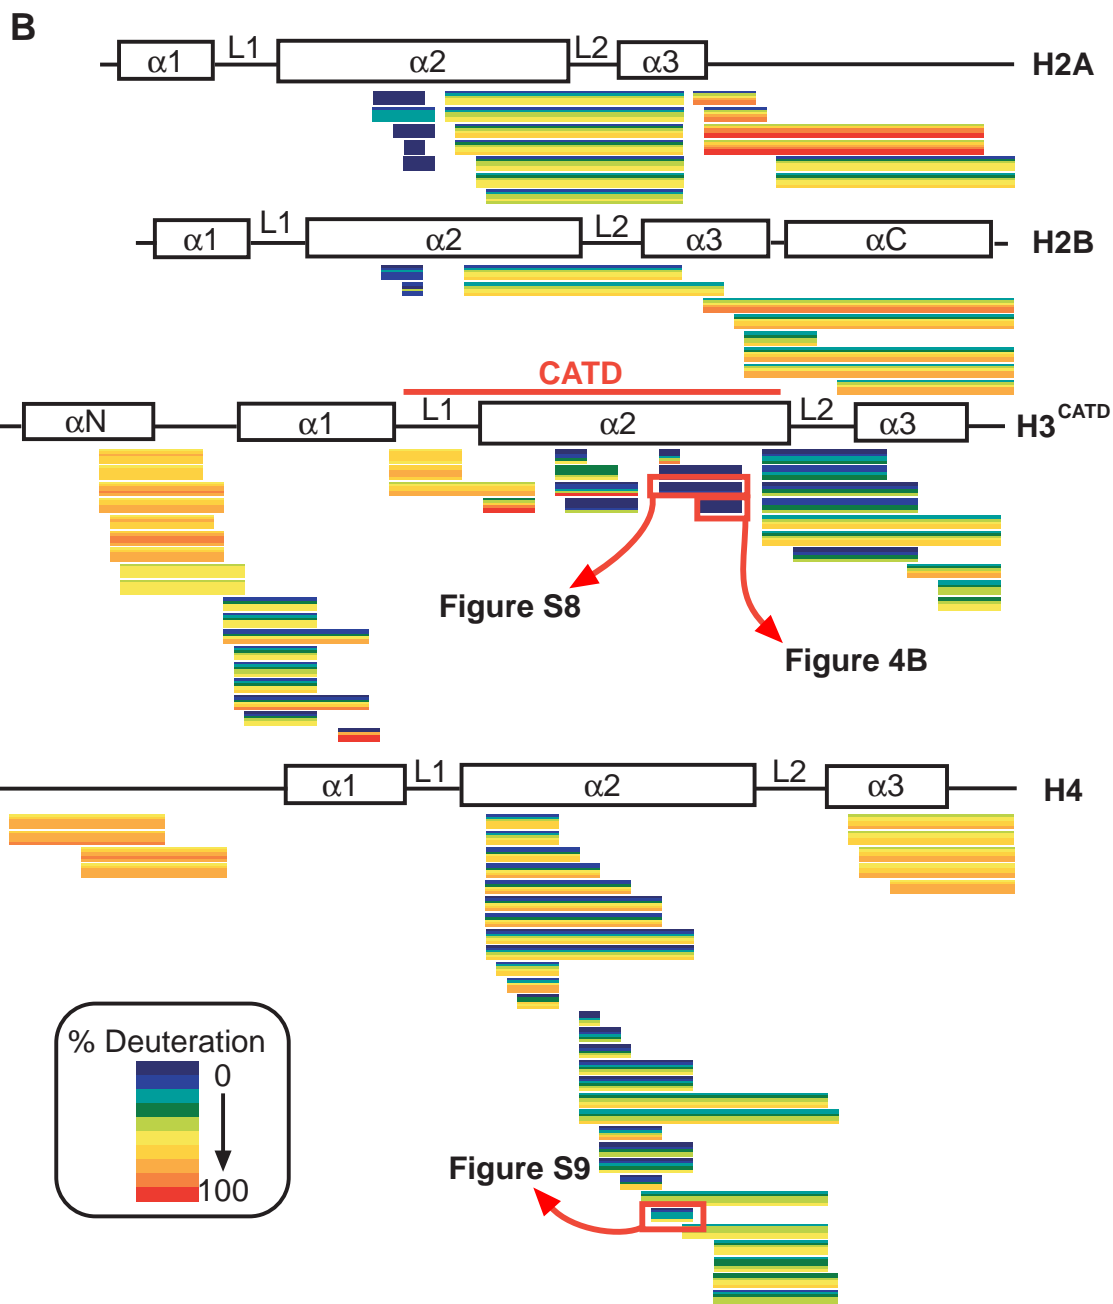 B
α1 L1 α2 L2 α3 H2A
α1 L1 α2 L2 α3 αC H2B
CATD
αN α1 L1 α2 L2 α3 H3CATD
Figure S8
Figure 4B
α1 L1 α2 L2 α3 H4
% Deuteration
0
100
Figure S9